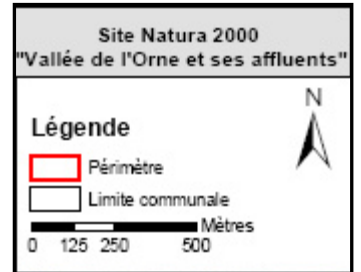 Site Natura 2000
"Vallée de l'Orne et ses affluents"
N
Légende
Périmètre
Limite communale
Mètres
0 125 250 500